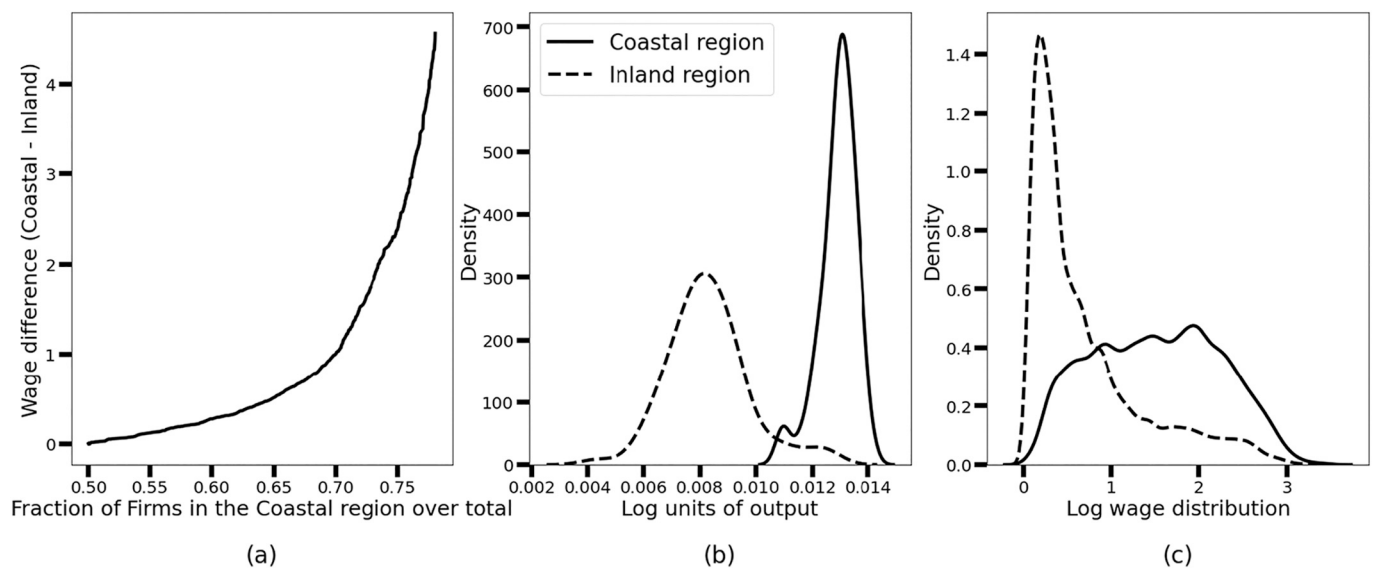 Wage difference (Coastal - Inland)
4
3
2
1
0
0.50 0.55 0.60 0.65 0.70 0.75
Fraction of Firms in the Coastal region over total
(a)
Coastal region
Inland region
Density
700
600
500
400
300
200
100
0
0.002 0.004 0.006 0.008 0.010 0.012 0.014
Log units of output
(b)
Density
1.4
1.2
1.0
0.8
0.6
0.4
0.2
0.0
0 1 2 3
Log wage distribution
(c)